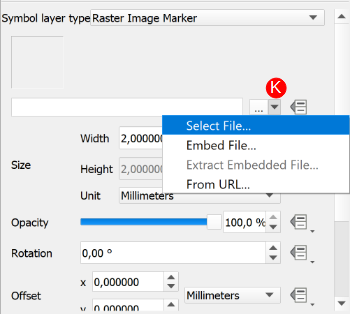 Symbol layer type Raster Image Marker
K
...
Select File...
Embed File...
Extract Embedded File...
From URL...
Size
Width 2,000000
Height 2,000000
Unit Millimeters
Opacity 100,0 %
Rotation 0,00 °
Offset
x 0,000000
Millimeters
y 0,000000